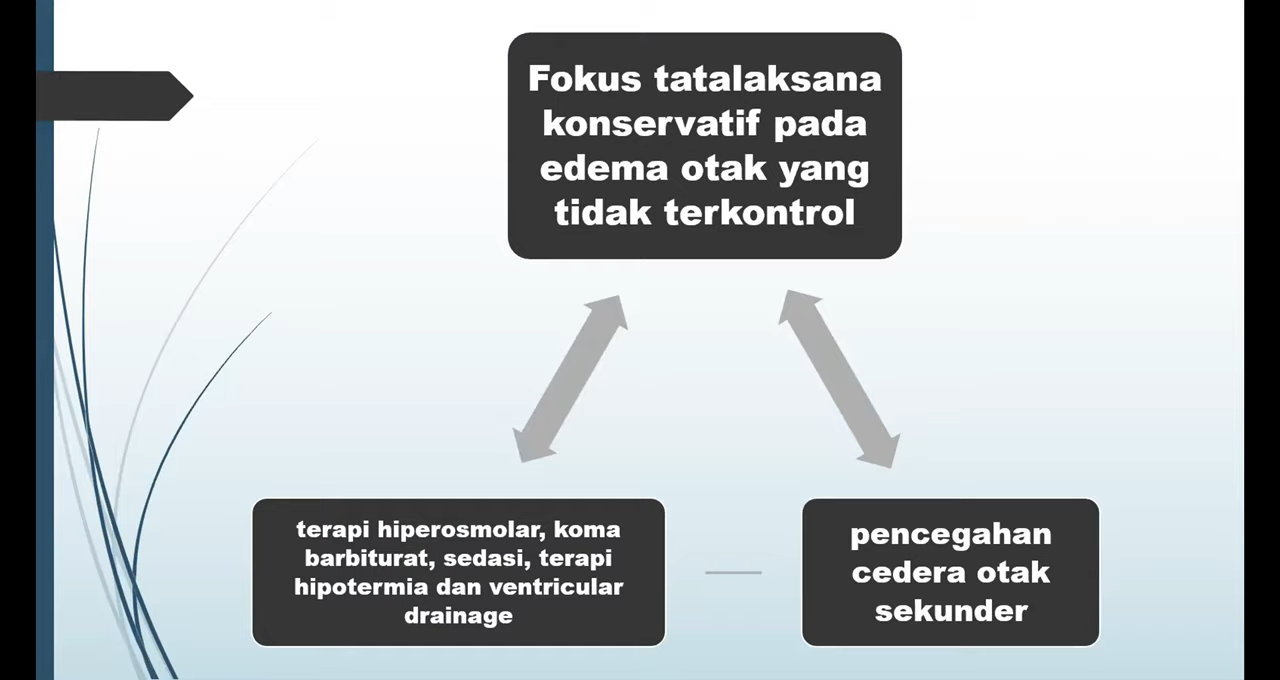 Fokus tatalaksana
konservatif pada
edema otak yang
tidak terkontrol
terapi hiperosmolar, koma
barbiturat, sedasi, terapi
hipotermia dan ventricular
drainage
pencegahan
cedera otak
sekunder